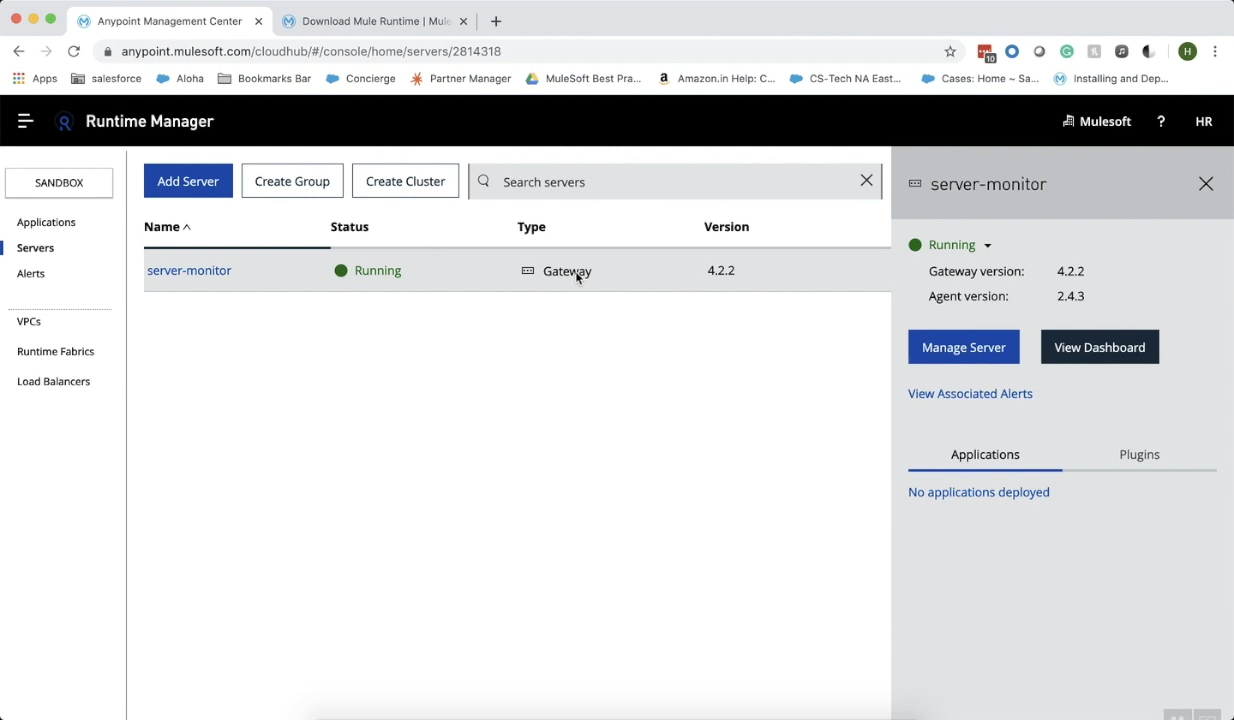 Anypoint Management Center
Download Mule Runtime | Mule
anypoint.mulesoft.com/cloudhub/#/console/home/servers/2814318
10
H
Apps salesforce Aloha Bookmarks Bar Concierge Partner Manager MuleSoft Best Pra... Amazon.in Help: C... CS-Tech NA East... Cases: Home ~ Sa... Installing and Dep...
Runtime Manager
Mulesoft ? HR
SANDBOX
Applications
Servers
Alerts
VPCs
Runtime Fabrics
Load Balancers
Add Server Create Group Create Cluster Search servers
Name Status Type Version
server-monitor Running Gateway 4.2.2
server-monitor
Running
Gateway version: 4.2.2
Agent version: 2.4.3
Manage Server View Dashboard
View Associated Alerts
Applications Plugins
No applications deployed